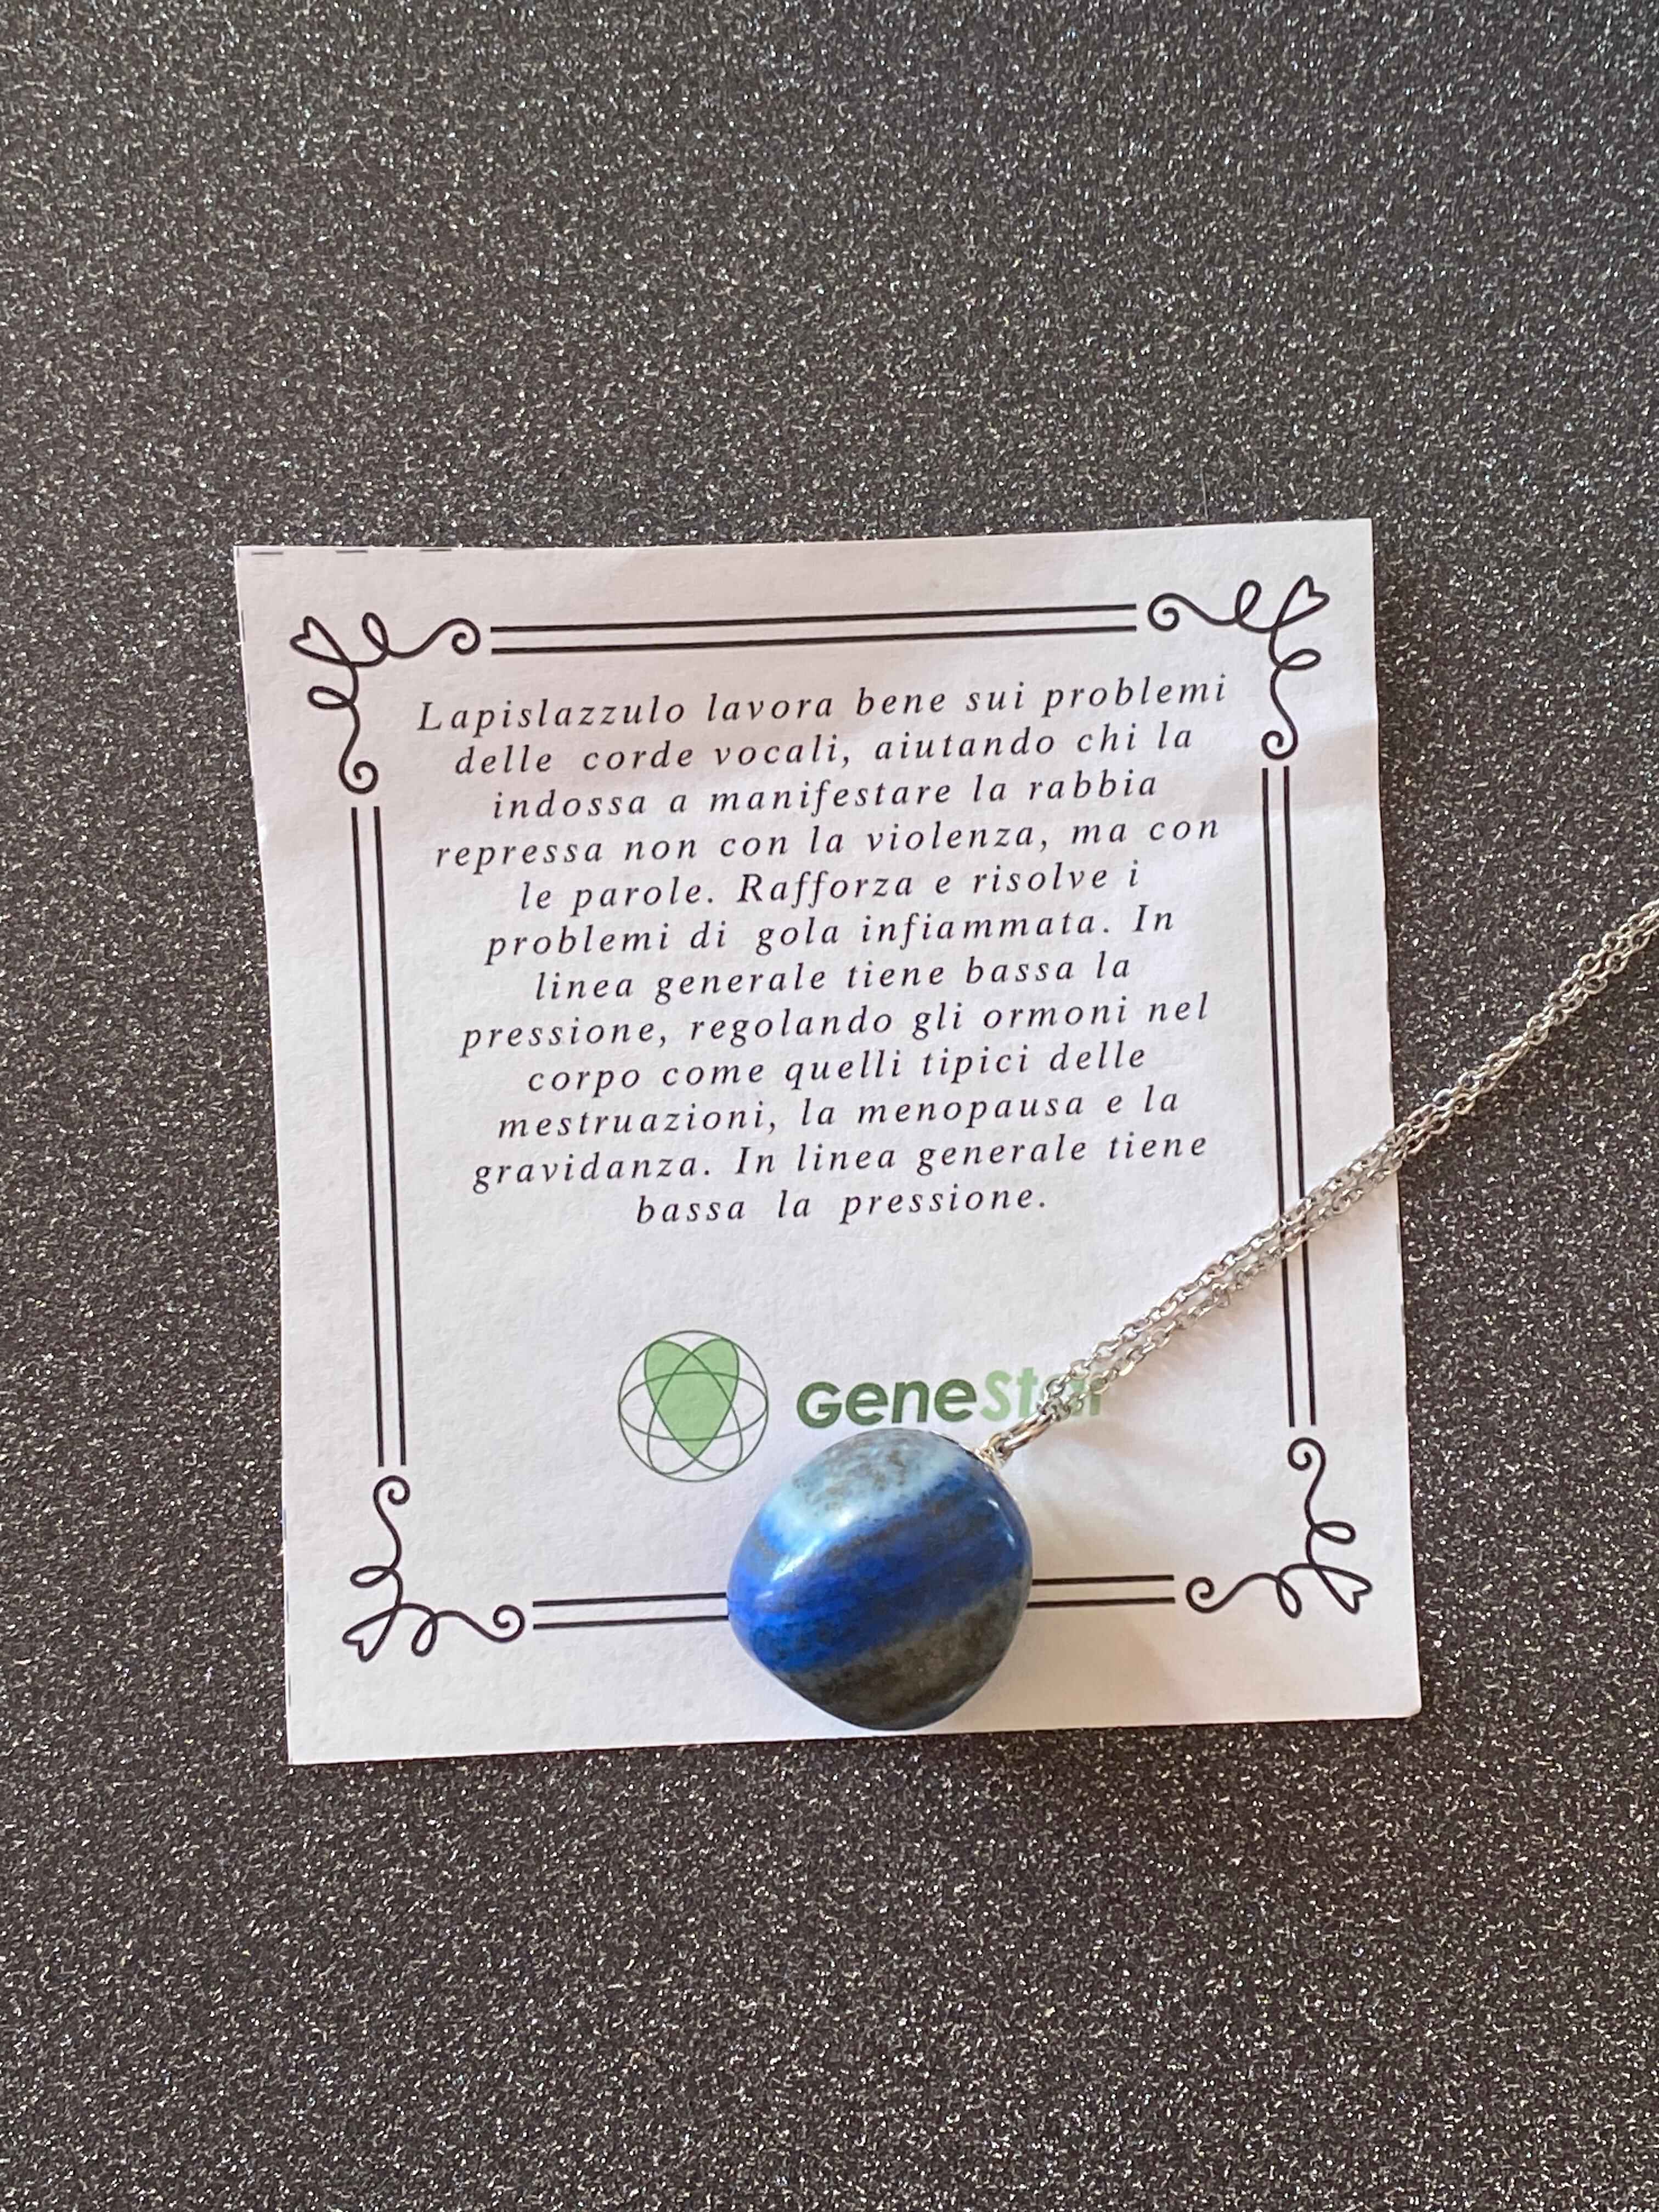 Lapislazzulo lavora bene sui problemi
delle corde vocali, aiutando chi la
indossa a manifestare la rabbia
repressa non con la violenza, ma con
le parole. Rafforza e risolve i
problemi di gola infiammata. In
linea generale tiene bassa la
pressione, regolando gli ormoni nel
corpo come quelli tipici delle
mestruazioni, la menopausa e la
gravidanza. In linea generale tiene
bassa la pressione.
GeneStar